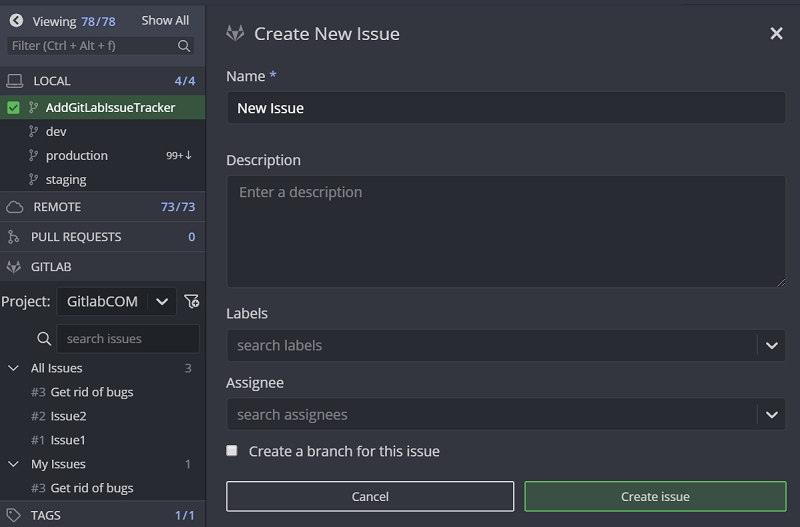 Viewing 78/78 Show All
Filter (Ctrl + Alt + f)
LOCAL 4/4
AddGitLabIssueTracker
dev
production 99+↓
staging
REMOTE 73/73
PULL REQUESTS 0
GITLAB
Project: GitlabCOM
search issues
All Issues 3
#3 Get rid of bugs
#2 Issue2
#1 Issue1
My Issues 1
#3 Get rid of bugs
TAGS 1/1
Create New Issue
Name *
New Issue
Description
Enter a description
Labels
search labels
Assignee
search assignees
Create a branch for this issue
Cancel
Create issue